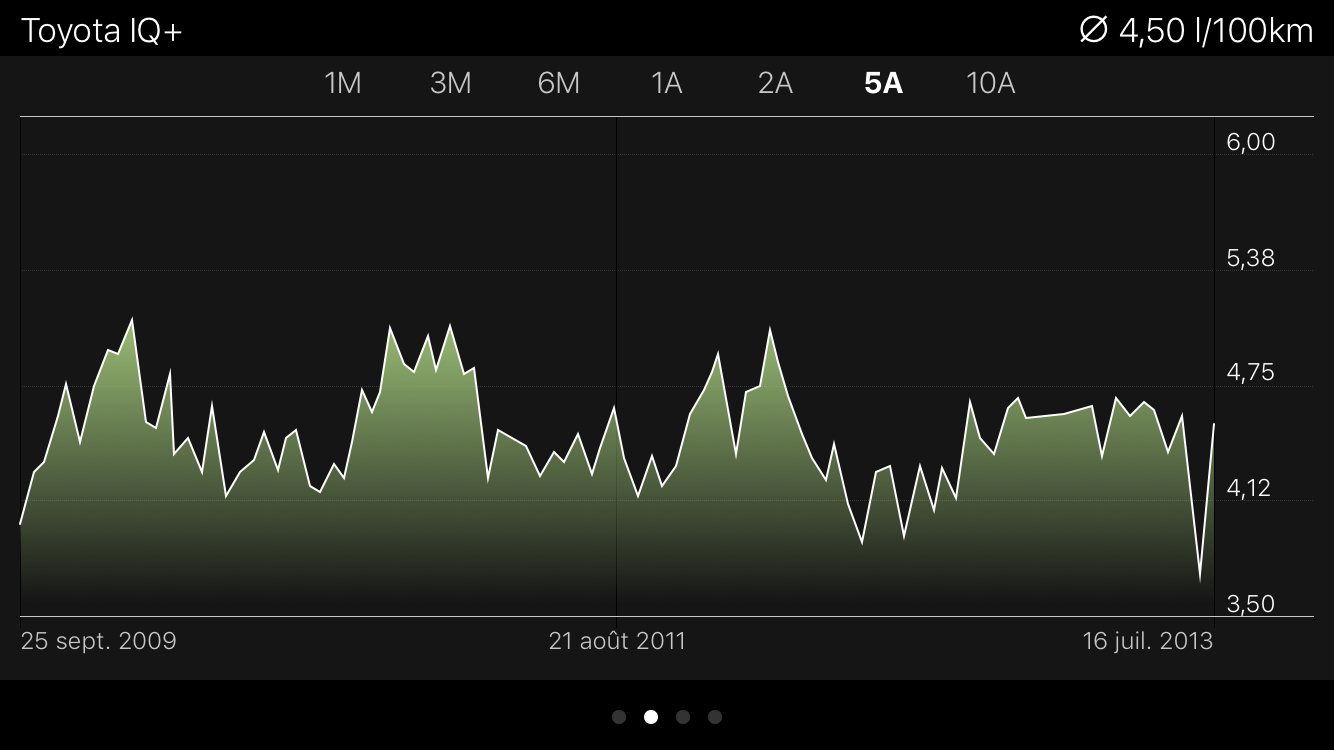 Toyota IQ+
Ø 4,50 l/100km
1M 3M 6M 1A 2A 5A 10A
6,00
5,38
4,75
4,12
3,50
25 sept. 2009 21 août 2011 16 juil. 2013